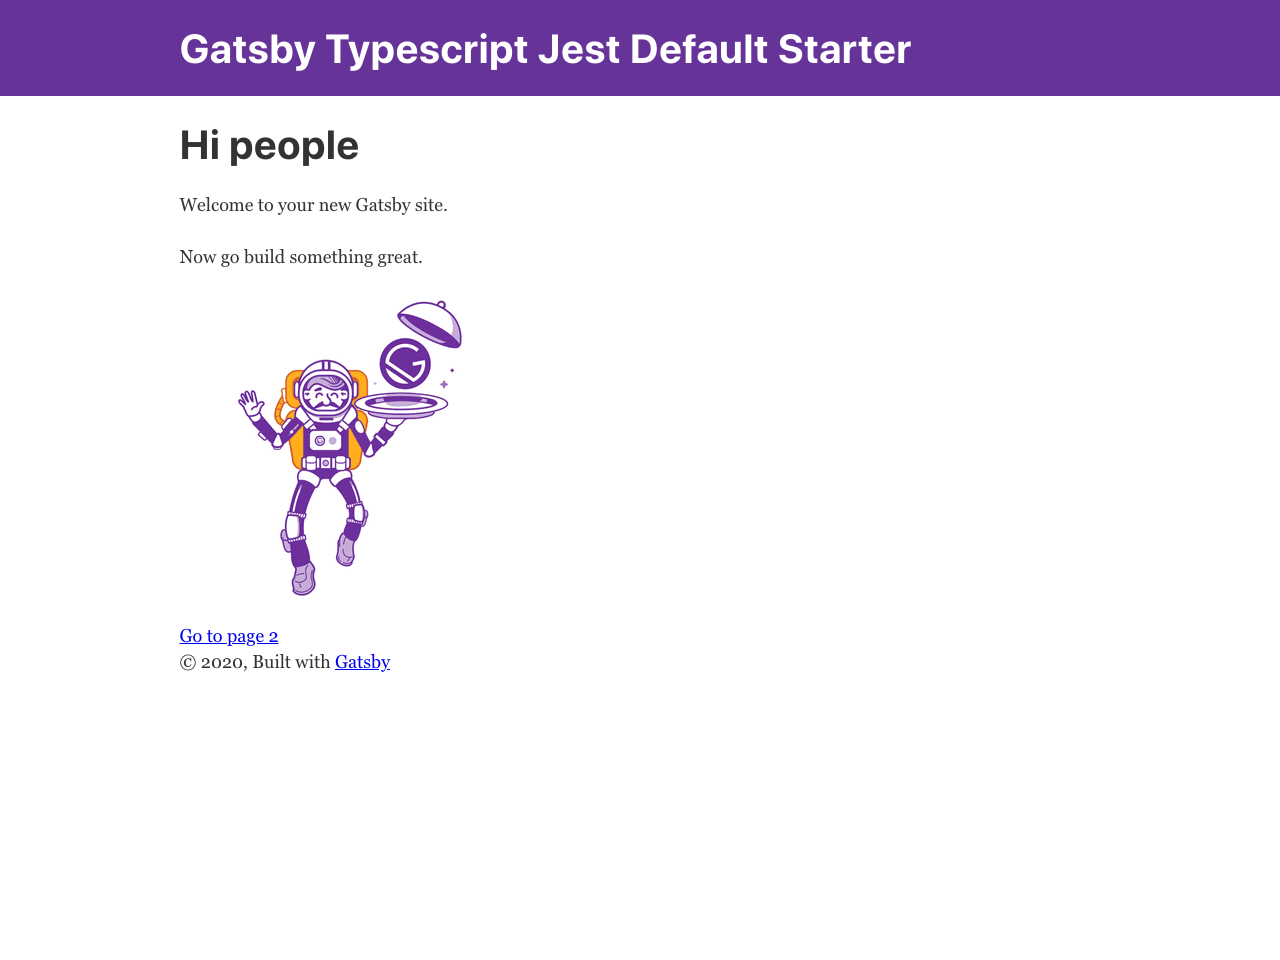 Gatsby Typescript Jest Default Starter
Hi people
Welcome to your new Gatsby site.
Now go build something great.
Go to page 2
© 2020, Built with Gatsby